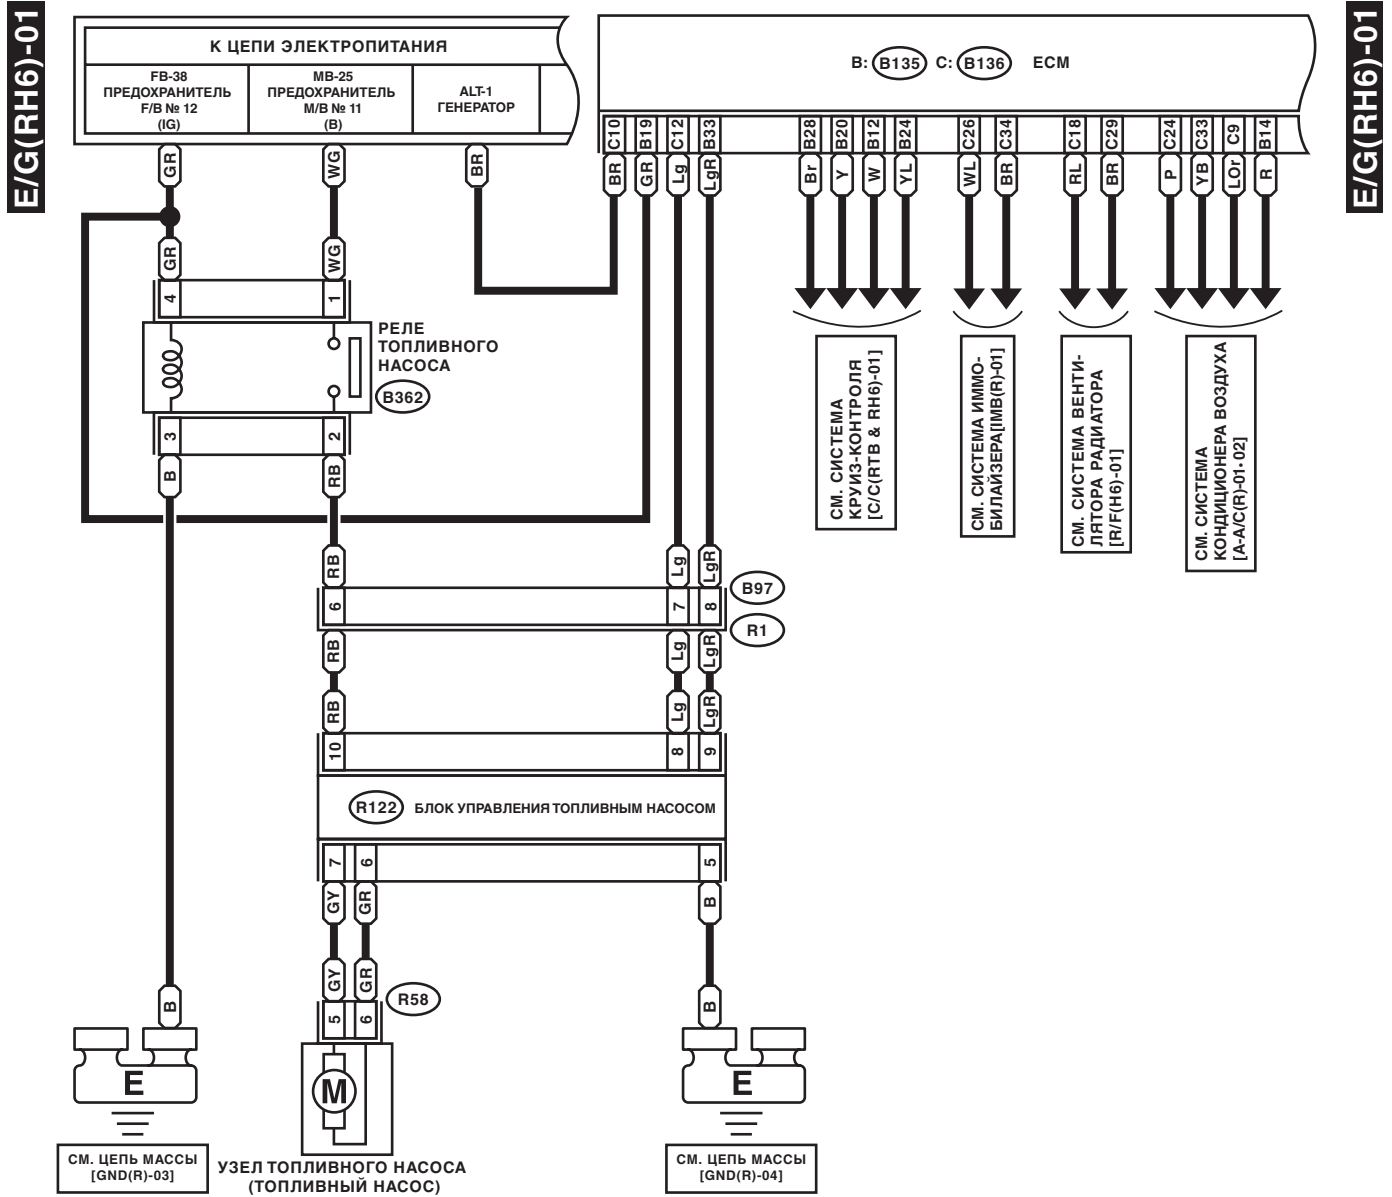 E/G(RH6)-01
E/G(RH6)-01
К ЦЕПИ ЭЛЕКТРОПИТАНИЯ
FB-38
ПРЕДОХРАНИТЕЛЬ
F/B № 12
(IG)
MB-25
ПРЕДОХРАНИТЕЛЬ
M/B № 11
(B)
ALT-1
ГЕНЕРАТОР
B: B135 C: B136 ECM
C10 B19 C12 B33 B28 B20 B12 B24 C26 C34 C18 C29 C24 C33 C9 B14
GR WG BR BR GR Lg LgR Br Y W YL WL BR RL BR P YB LOr R
GR WG
4 1
РЕЛЕ
ТОПЛИВНОГО
НАСОСА
B362
3 2
B RB
СМ. СИСТЕМА
КРУИЗ-КОНТРОЛЯ
[C/C(RTB & RH6)-01]
СМ. СИСТЕМА ИММО-
БИЛАЙЗЕРА[IMB(R)-01]
СМ. СИСТЕМА ВЕНТИ-
ЛЯТОРА РАДИАТОРА
[R/F(H6)-01]
СМ. СИСТЕМА
КОНДИЦИОНЕРА ВОЗДУХА
[A-A/C(R)-01•02]
RB Lg LgR
6 7 8
B97
R1
RB Lg LgR
RB Lg LgR
10 8 9
R122 БЛОК УПРАВЛЕНИЯ ТОПЛИВНЫМ НАСОСОМ
7 6 5
GY GR B
GY GR
R58
5 6
B B
M
E E
СМ. ЦЕПЬ МАССЫ
[GND(R)-03]
УЗЕЛ ТОПЛИВНОГО НАСОСА
(ТОПЛИВНЫЙ НАСОС)
СМ. ЦЕПЬ МАССЫ
[GND(R)-04]